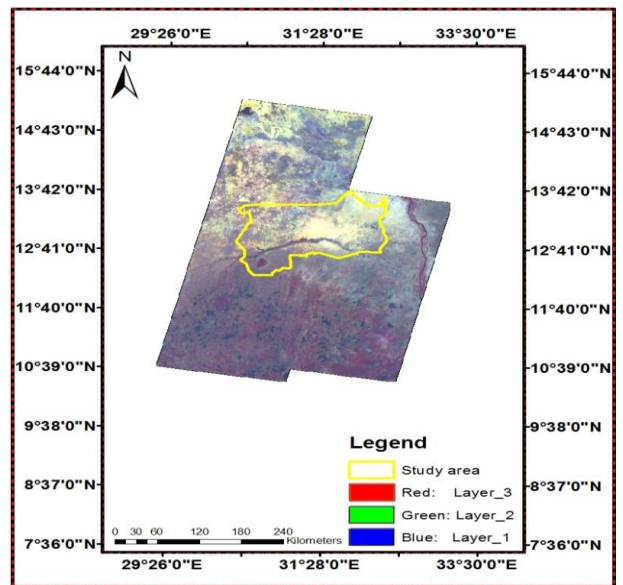 29°26'0"E 31°28'0"E 33°30'0"E
N
15°44'0"N 15°44'0"N
14°43'0"N 14°43'0"N
13°42'0"N 13°42'0"N
12°41'0"N 12°41'0"N
11°40'0"N 11°40'0"N
10°39'0"N 10°39'0"N
9°38'0"N 9°38'0"N
8°37'0"N 8°37'0"N
7°36'0"N 7°36'0"N
Legend
Study area
Red: Layer_3
Green: Layer_2
Blue: Layer_1
0 30 60 120 180 240
Kilometers
29°26'0"E 31°28'0"E 33°30'0"E